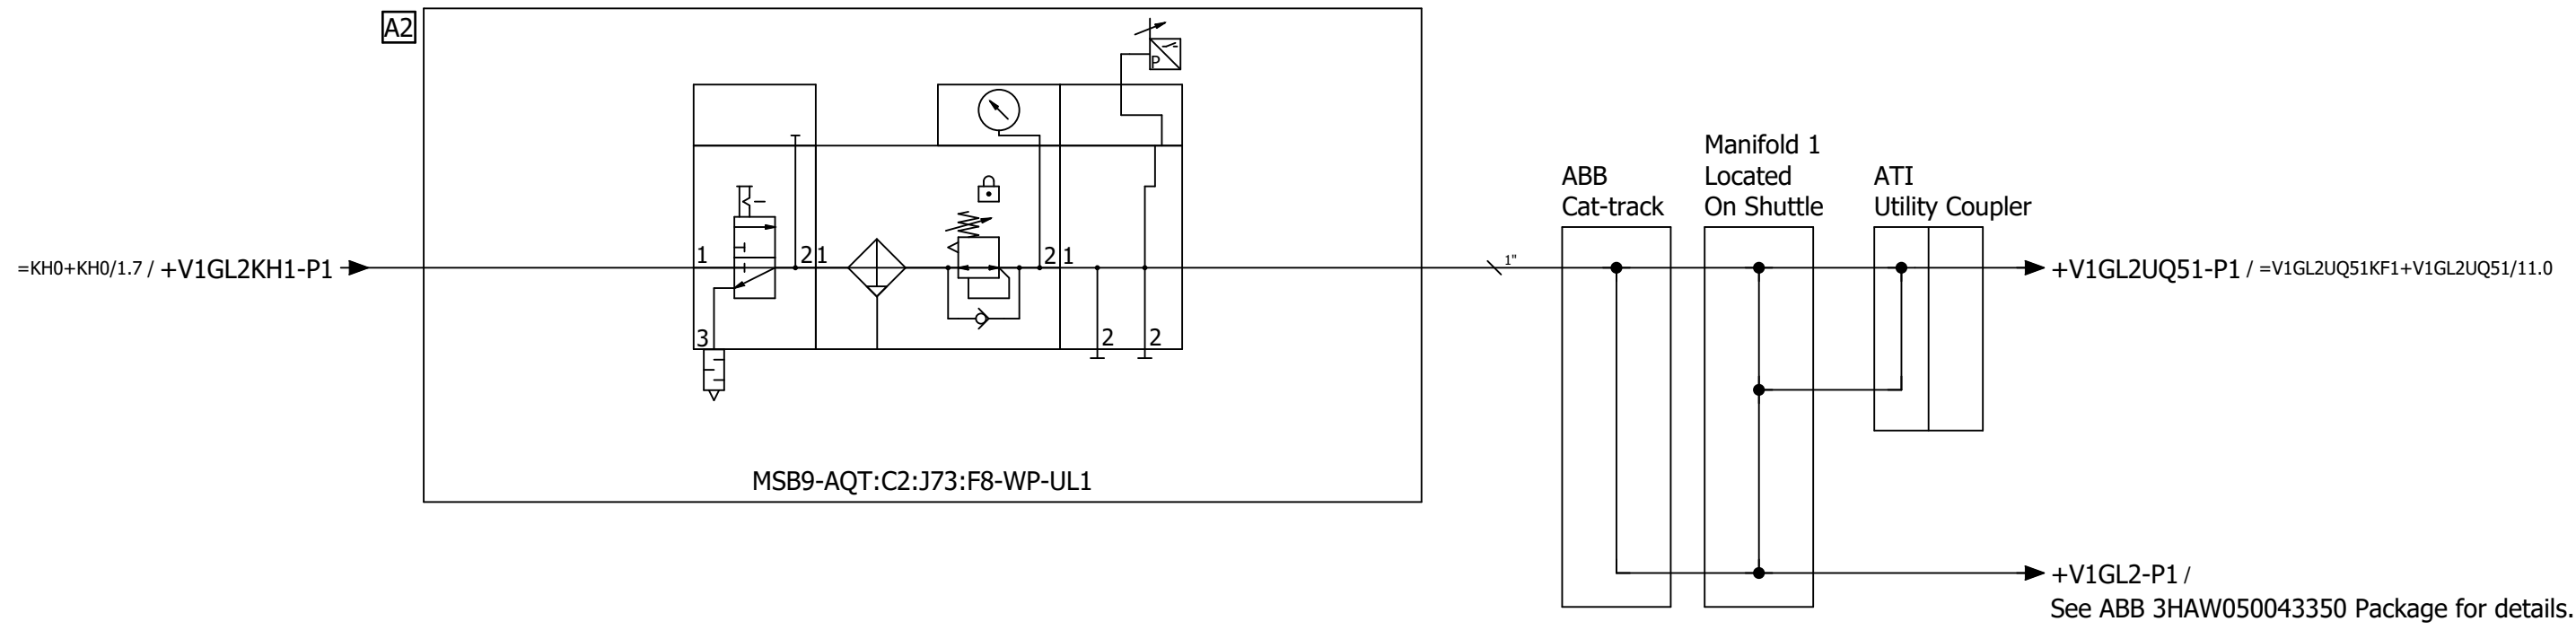 A2
P
Manifold 1
Located
On Shuttle
ABB
Cat-track
ATI
Utility Coupler
=KH0+KH0/1.7 / +V1GL2KH1-P1
1
2
1
2
1
3
2
2
1"
+V1GL2UQ51-P1 / =V1GL2UQ51KF1+V1GL2UQ51/11.0
MSB9-AQT:C2:J73:F8-WP-UL1
+V1GL2-P1 /
See ABB 3HAW050043350 Package for details.